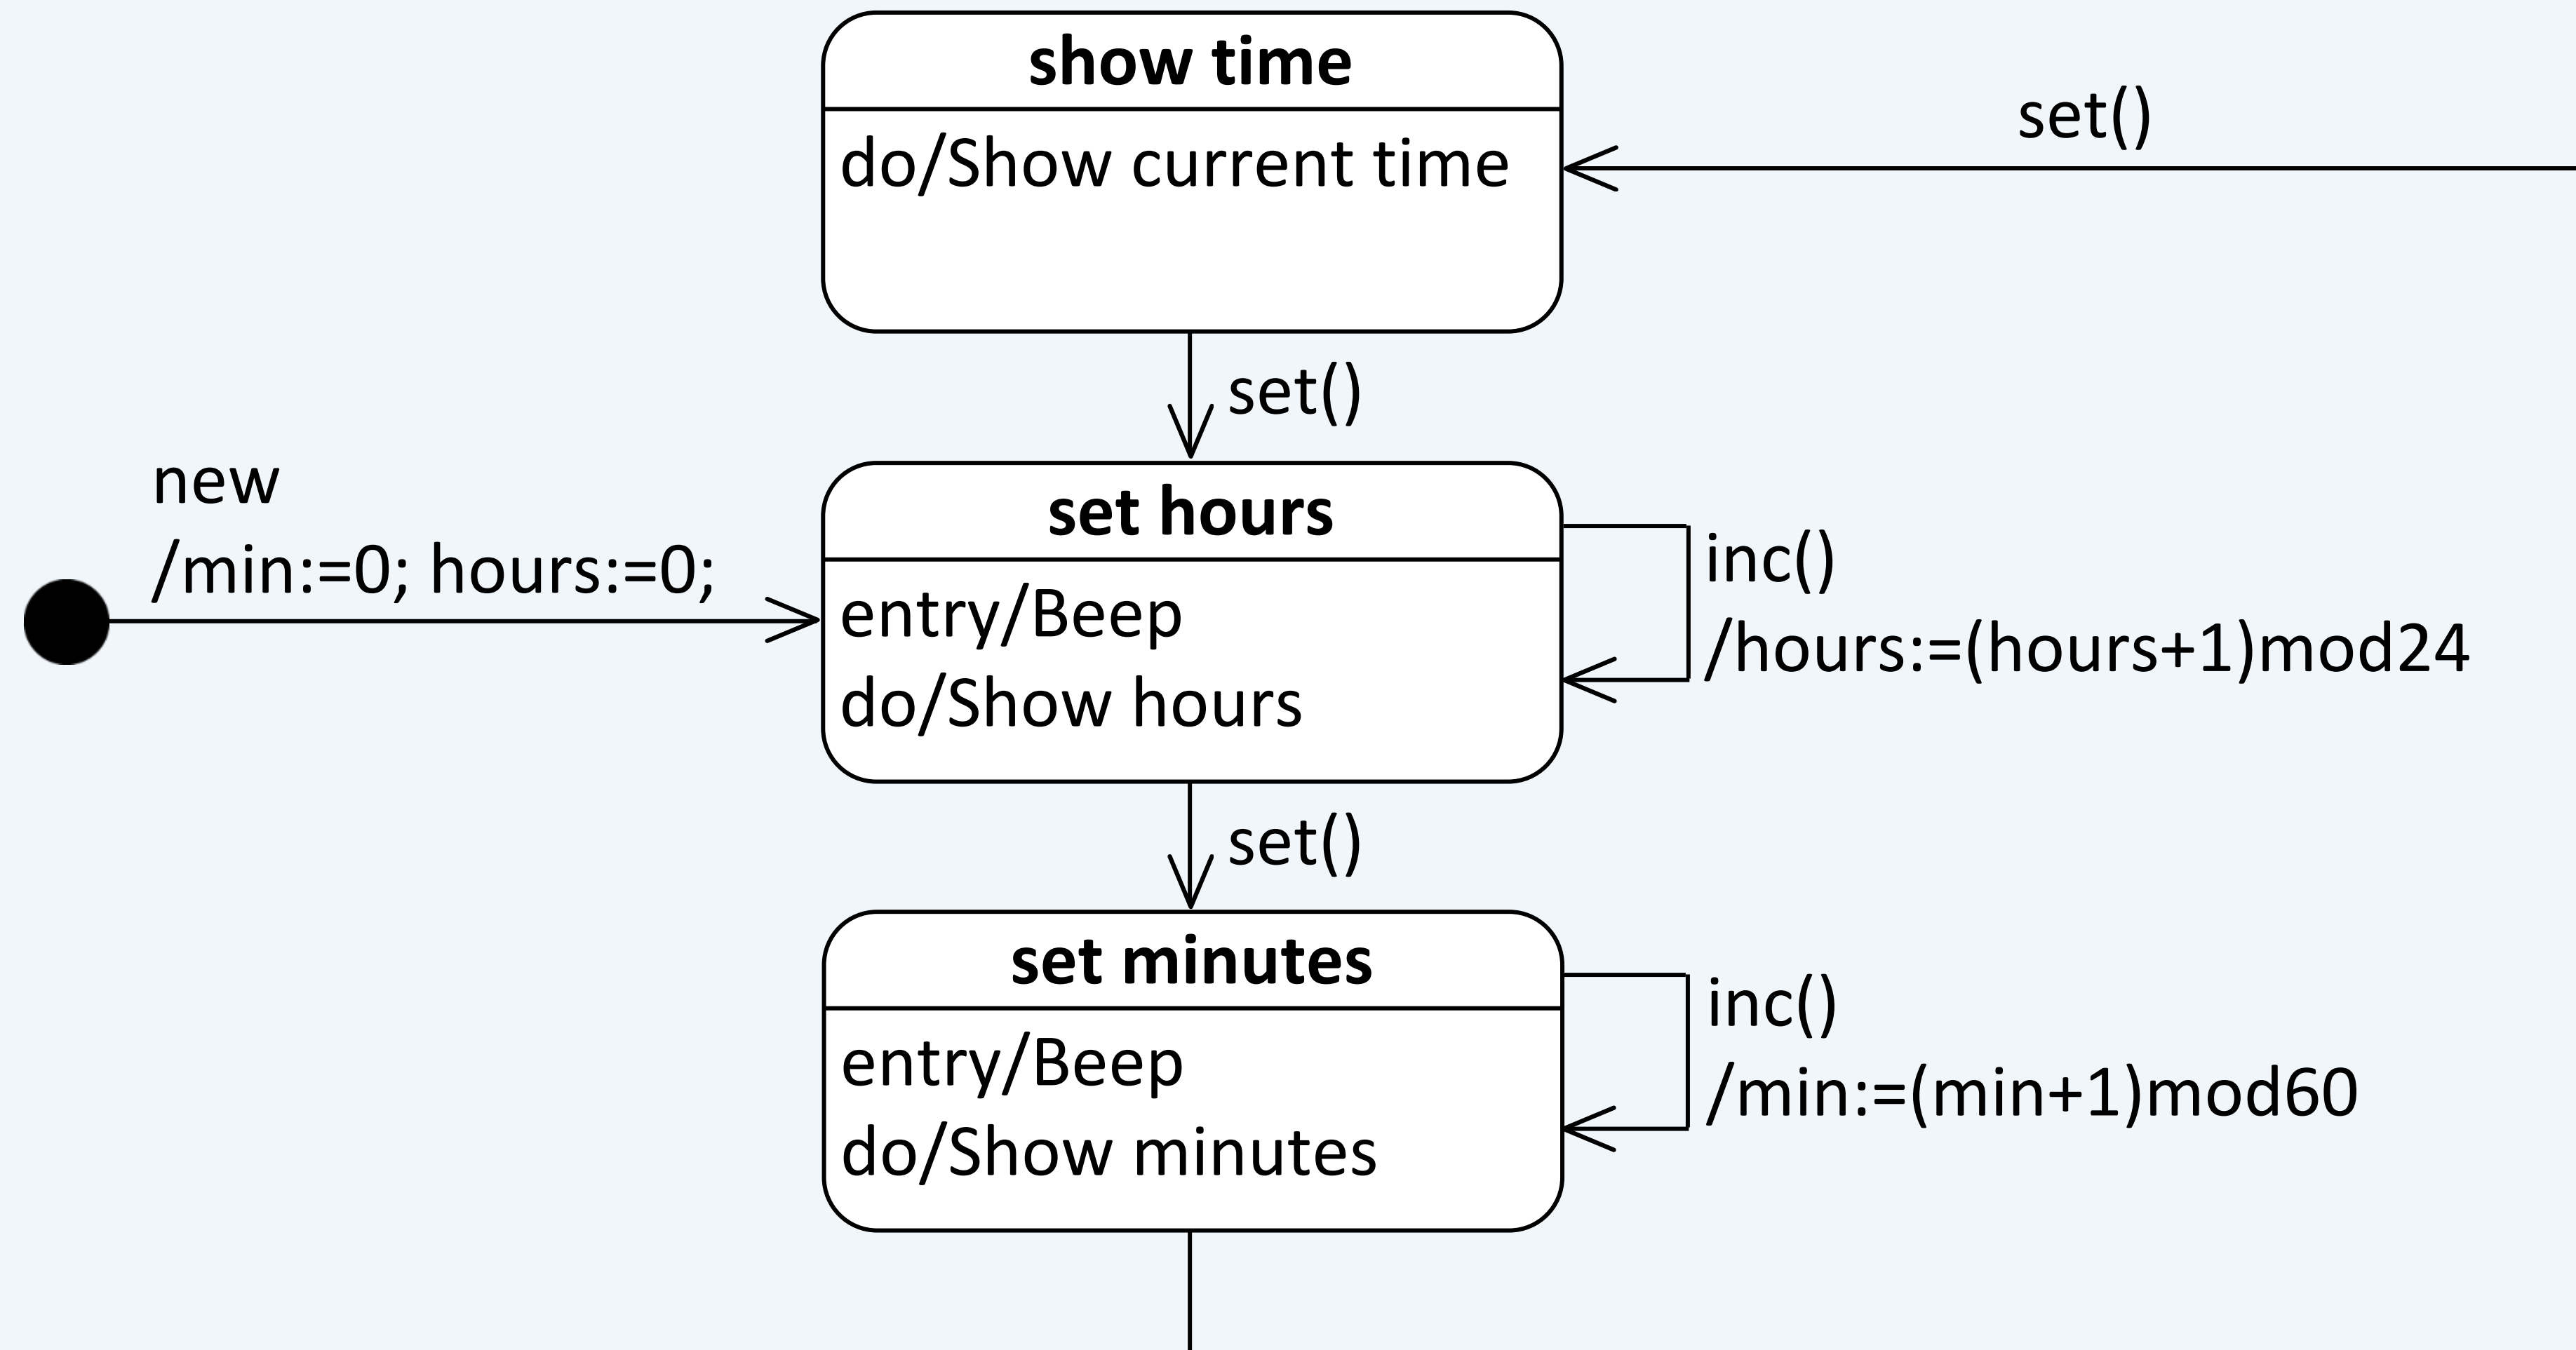 show time
do/Show current time
set()
set()
new
/min:=0; hours:=0;
set hours
entry/Beep
do/Show hours
inc()
/hours:=(hours+1)mod24
set()
set minutes
entry/Beep
do/Show minutes
inc()
/min:=(min+1)mod60